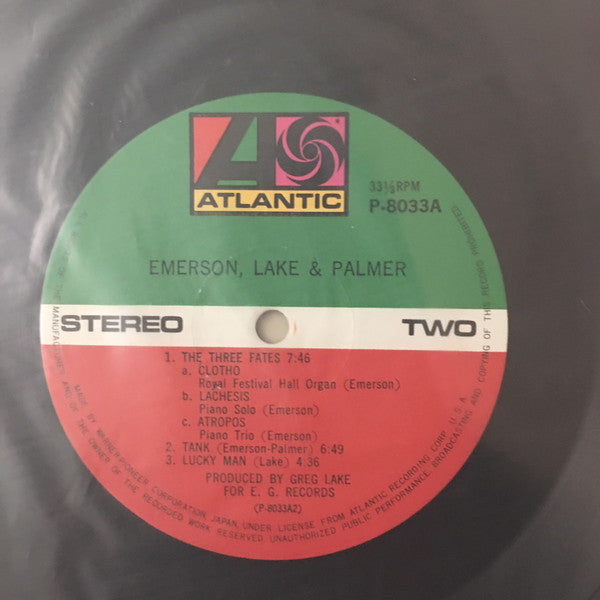 ATLANTIC
33⅓RPM
P-8033A
EMERSON, LAKE & PALMER
STEREO
TWO
1. THE THREE FATES 7:46
a. CLOTHO
Royal Festival Hall Organ (Emerson)
b. LACHESIS
Piano Solo (Emerson)
c. ATROPOS
Piano Trio (Emerson)
2. TANK (Emerson-Palmer) 6:49
3. LUCKY MAN (Lake) 4:36
PRODUCED BY GREG LAKE
FOR E. G. RECORDS
(P-8033A2)
MADE BY WARNER-PIONEER CORPORATION JAPAN, UNDER LICENSE FROM ATLANTIC RECORDING CORP. U.S.A.
OF THE MANUFACTURES AND OF THE OWNER OF THE RECORDED WORK RESERVED UNAUTHORIZED PUBLIC PERFORMANCE BROADCASTING AND COPYING OF THIS RECORD PROHIBITED